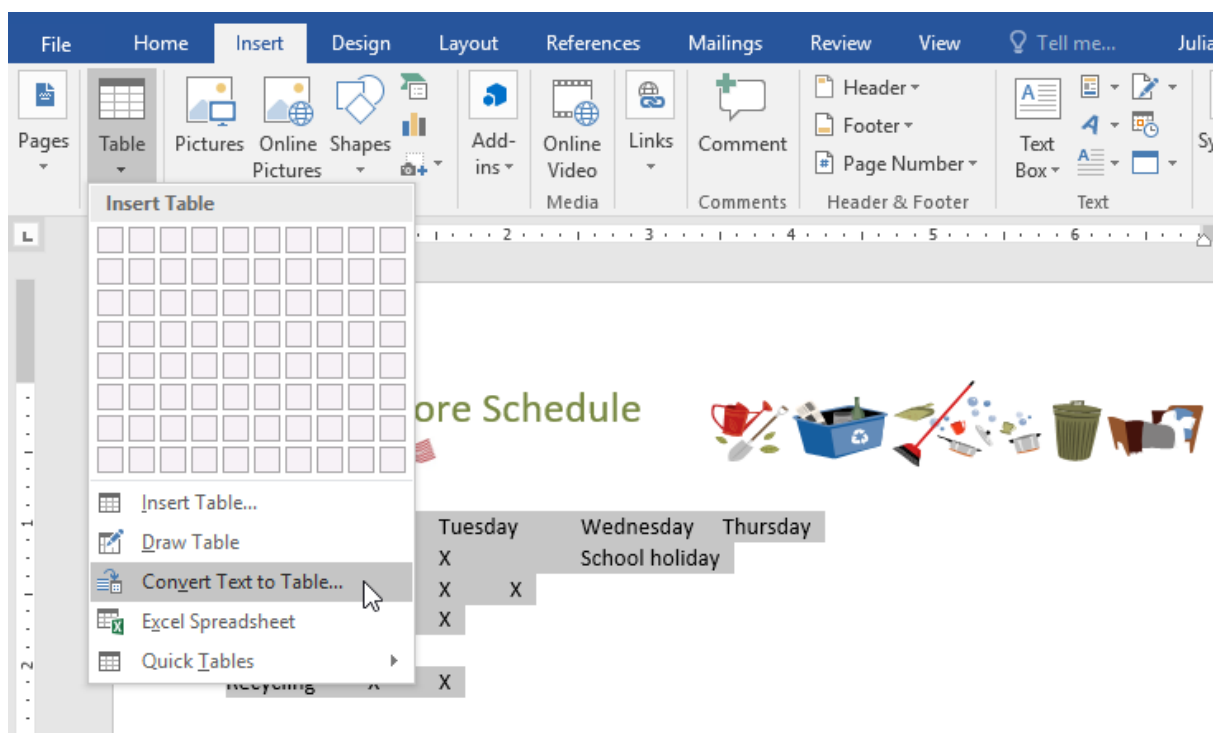 File Home Insert Design Layout References Mailings Review View Tell me...
Header
Footer
Page Number
Pages Table Pictures Online Pictures Shapes Add-ins Online Video Links Comment Text Box
Media Comments Header & Footer Text
Insert Table
2 3 4 5 6
ore Schedule
Insert Table...
Tuesday Wednesday Thursday
Draw Table
X School holiday
Convert Text to Table...
X X
Excel Spreadsheet
X
Quick Tables
Recycling X X
1
2